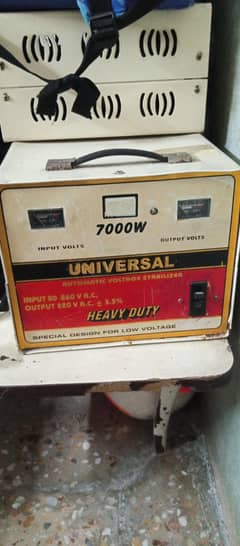 7000W
INPUT VOLTS
OUTPUT VOLTS
UNIVERSAL
AUTOMATIC VOLTAGE STABILIZER
INPUT 80 260 V A.C,
OUTPUT 220 V A.C, ± 3.5%
HEAVY DUTY
SPECIAL DESIGN FOR LOW VOLTAGE